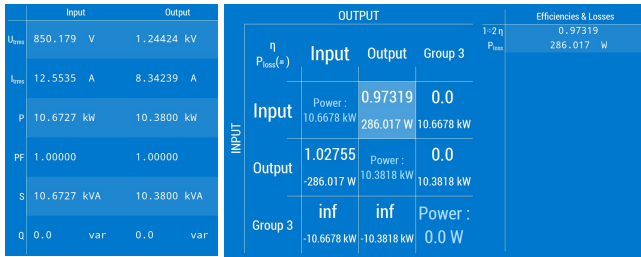 Input Output
Utrms 850.179 V 1.24424 kV
Itrms 12.5535 A 8.34239 A
P 10.6727 kW 10.3800 kW
PF 1.00000 1.00000
S 10.6727 kVA 10.3800 kVA
Q 0.0 var 0.0 var
OUTPUT
η
Ploss(») Input Output Group 3
INPUT
Input Power : 0.97319 0.0
10.6678 kW 286.017 W 10.6678 kW
Output 1.02755 Power : 0.0
-286.017 W 10.3818 kW 10.3818 kW
Group 3 inf inf Power :
-10.6678 kW -10.3818 kW 0.0 W
Efficiencies & Losses
η 0.97319
Ploss 286.017 W